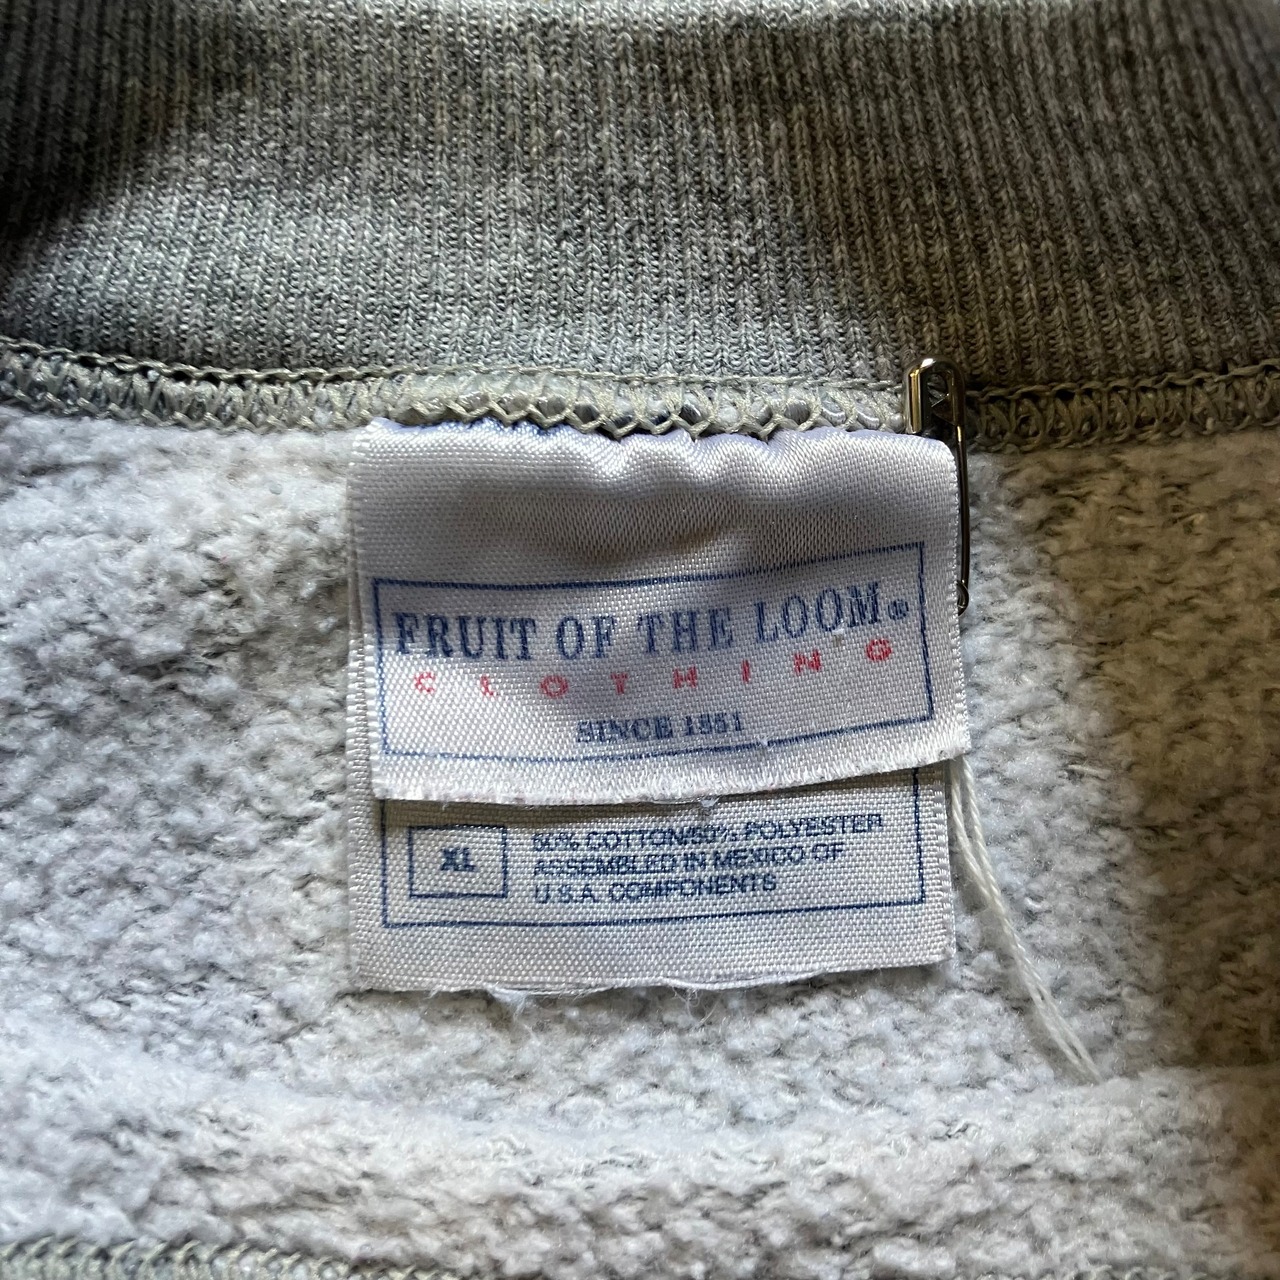 FRUIT OF THE LOOM®
CLOTHING
SINCE 1851
XL
50% COTTON/50% POLYESTER
ASSEMBLED IN MEXICO OF
U.S.A. COMPONENTS